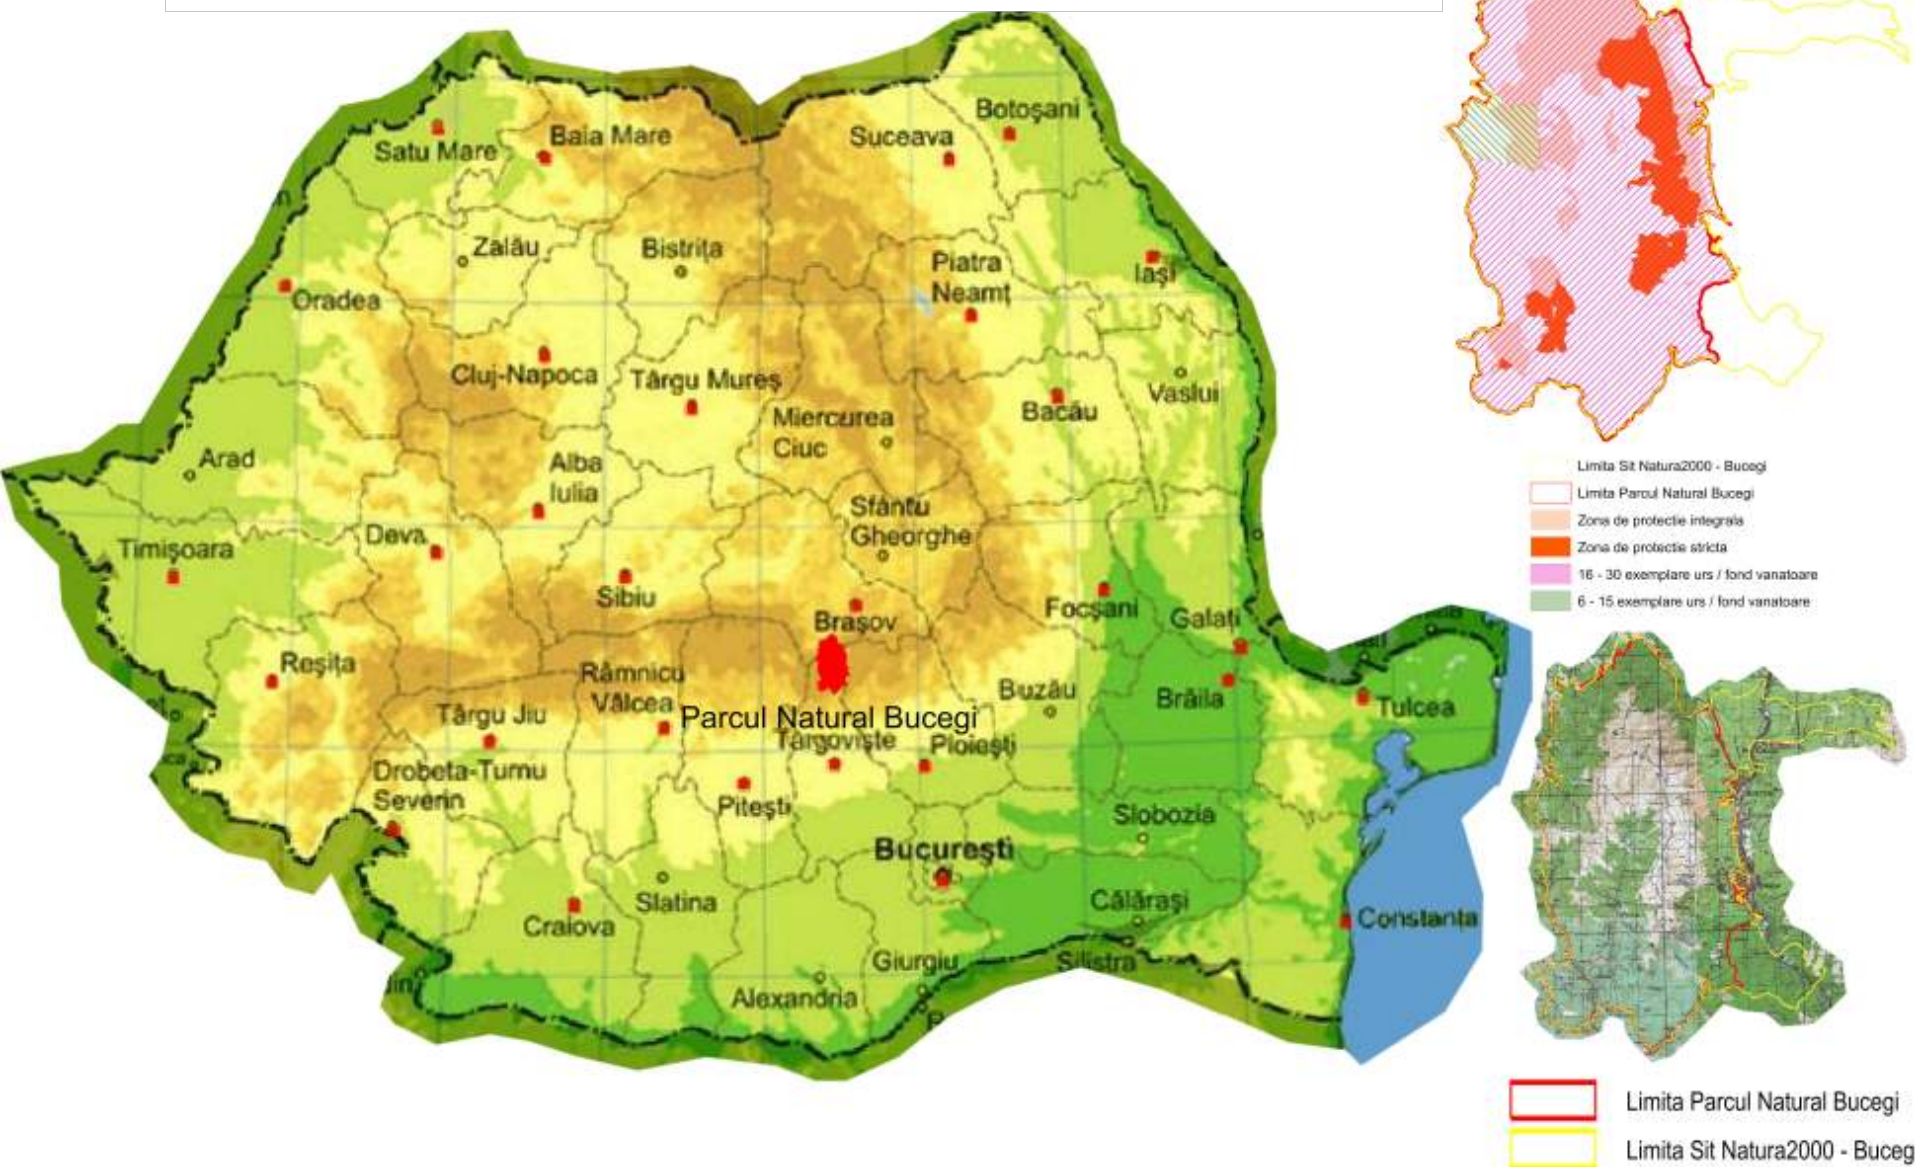 Botoşani
Suceava
Baia Mare
Satu Mare
Zalău
Bistriţa
Piatra
Neamţ
Iaşi
Oradea
Cluj-Napoca
Târgu Mureş
Miercurea
Ciuc
Bacău
Vaslui
Arad
Alba
Iulia
Sfântu
Gheorghe
Deva
Timişoara
Sibiu
Braşov
Focşani
Galaţi
Reşiţa
Râmnicu
Vâlcea
Buzău
Brăila
Tulcea
Târgu Jiu
Parcul Natural Bucegi
Târgovişte
Ploieşti
Drobeta-Turnu
Severin
Piteşti
Slobozia
Bucureşti
Craiova
Slatina
Călăraşi
Constanţa
Giurgiu
Silistra
Alexandria
Limita Sit Natura2000 - Bucegi
Limita Parcul Natural Bucegi
Zona de protectie integrala
Zona de protectie stricta
16 - 30 exemplare urs / fond vanatoare
6 - 15 exemplare urs / fond vanatoare
Limita Parcul Natural Bucegi
Limita Sit Natura2000 - Buceg